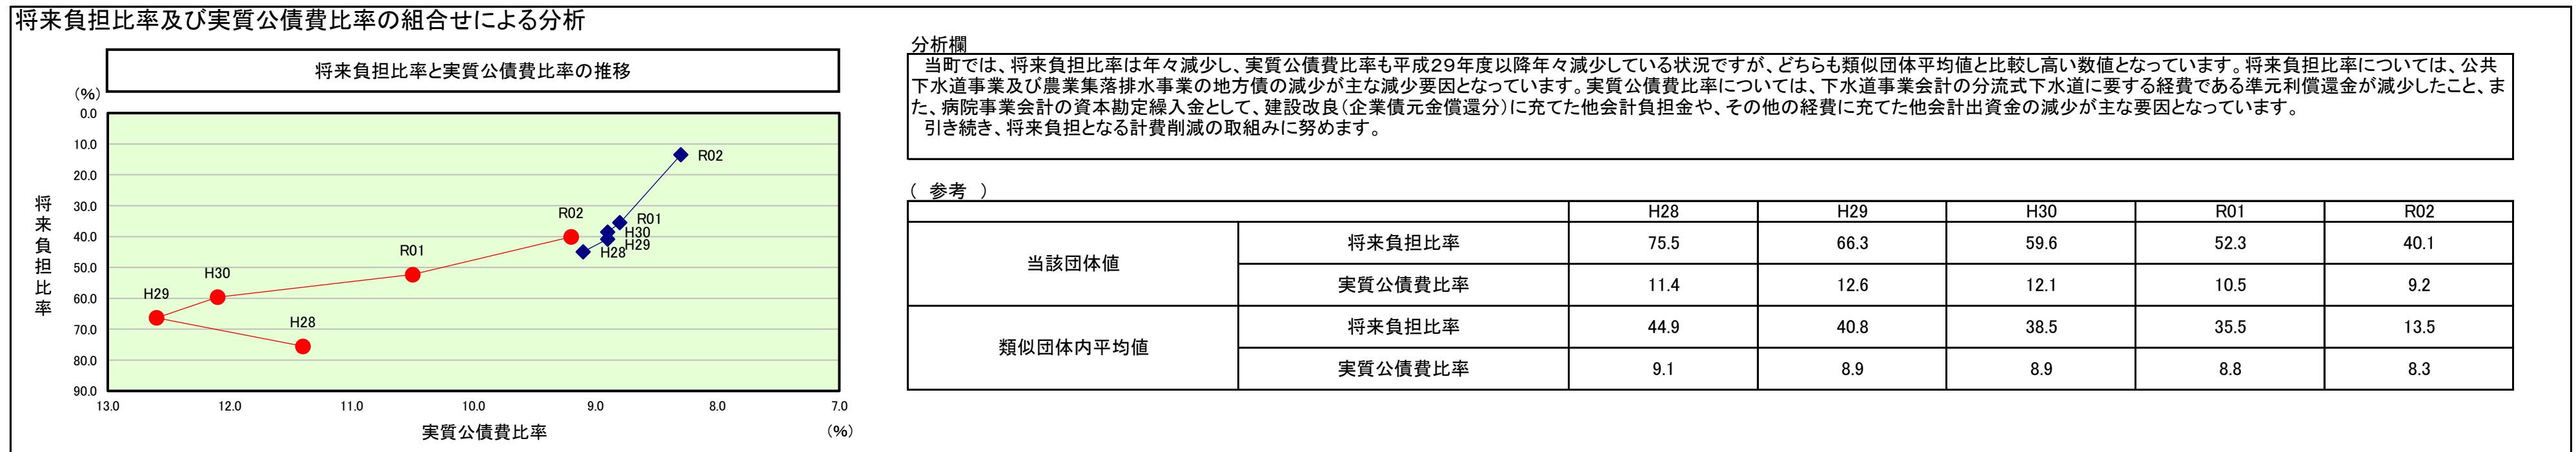 将来負担比率及び実質公債費比率の組合せによる分析
将来負担比率と実質公債費比率の推移
(%)
0.0
10.0
20.0
30.0
40.0
50.0
60.0
70.0
80.0
90.0
将来負担比率
R02
R01
H30
H29
H28
R02
R01
H30
H29
H28
13.0 12.0 11.0 10.0 9.0 8.0 7.0
実質公債費比率
(%)
分析欄
当町では、将来負担比率は年々減少し、実質公債費比率も平成29年度以降年々減少している状況ですが、どちらも類似団体平均値と比較し高い数値となっています。将来負担比率については、公共
下水道事業及び農業集落排水事業の地方債の減少が主な減少要因となっています。実質公債費比率については、下水道事業会計の分流式下水道に要する経費である準元利償還金が減少したこと、ま
た、病院事業会計の資本勘定繰入金として、建設改良(企業債元金償還分)に充てた他会計負担金や、その他の経費に充てた他会計出資金の減少が主な要因となっています。
引き続き、将来負担となる計費削減の取組みに努めます。
( 参考 )
H28 H29 H30 R01 R02
当該団体値
将来負担比率 75.5 66.3 59.6 52.3 40.1
実質公債費比率 11.4 12.6 12.1 10.5 9.2
類似団体内平均値
将来負担比率 44.9 40.8 38.5 35.5 13.5
実質公債費比率 9.1 8.9 8.9 8.8 8.3